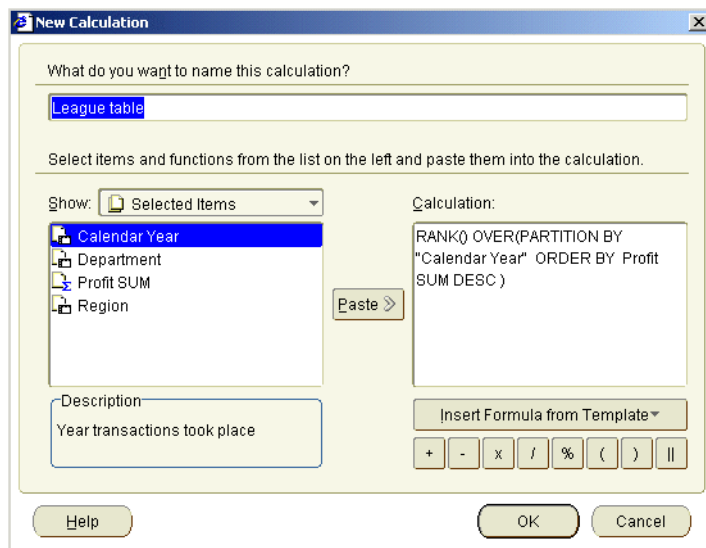 New Calculation
What do you want to name this calculation?
League table
Select items and functions from the list on the left and paste them into the calculation.
Show: Selected Items
Calendar Year
Department
Profit SUM
Region
Paste
Calculation:
RANK() OVER(PARTITION BY
"Calendar Year"  ORDER BY  Profit
SUM DESC )
Description
Year transactions took place
Insert Formula from Template
+ - x / % ( ) ||
Help
OK
Cancel